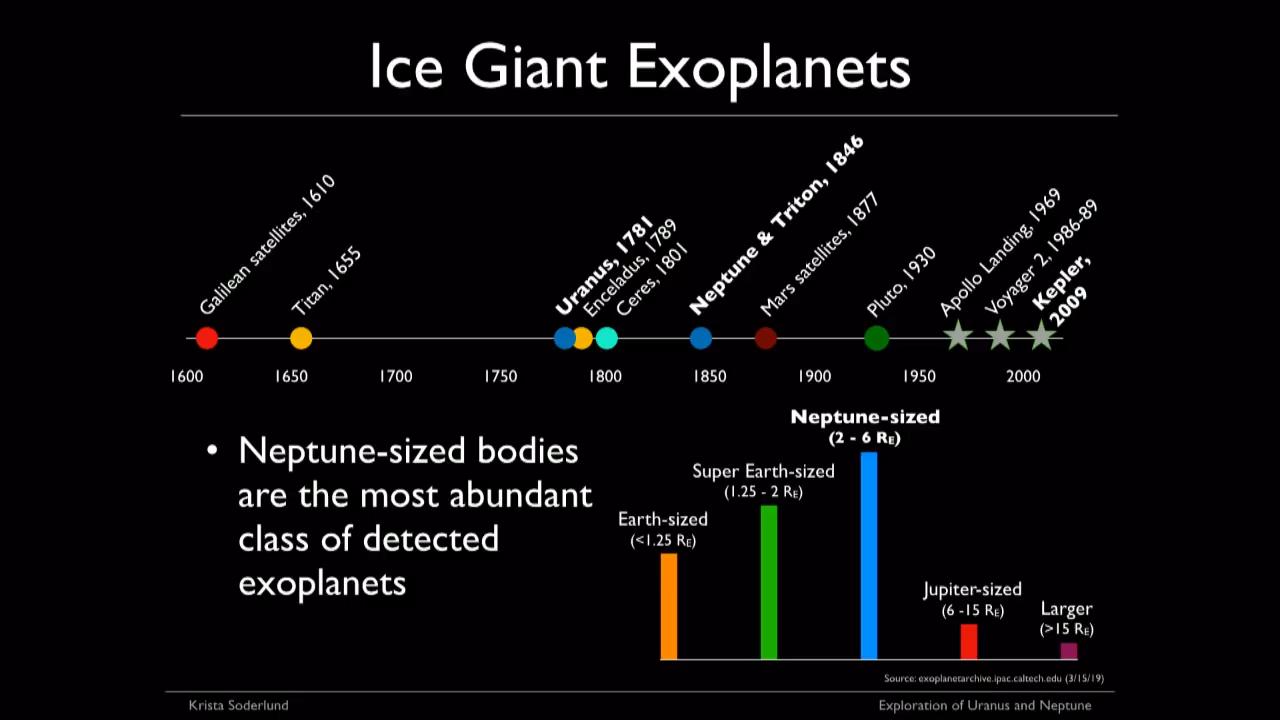 Ice Giant Exoplanets
Galilean satellites, 1610
Titan, 1655
Uranus, 1781
Enceladus, 1789
Ceres, 1801
Neptune & Triton, 1846
Mars satellites, 1877
Pluto, 1930
Apollo Landing, 1969
Voyager 2, 1986-89
Kepler,
2009
1600 1650 1700 1750 1800 1850 1900 1950 2000
• Neptune-sized bodies
are the most abundant
class of detected
exoplanets
Earth-sized
(<1.25 RE)
Super Earth-sized
(1.25 - 2 RE)
Neptune-sized
(2 - 6 RE)
Jupiter-sized
(6 -15 RE)
Larger
(>15 RE)
Source: exoplanetarchive.ipac.caltech.edu (3/15/19)
Krista Soderlund
Exploration of Uranus and Neptune